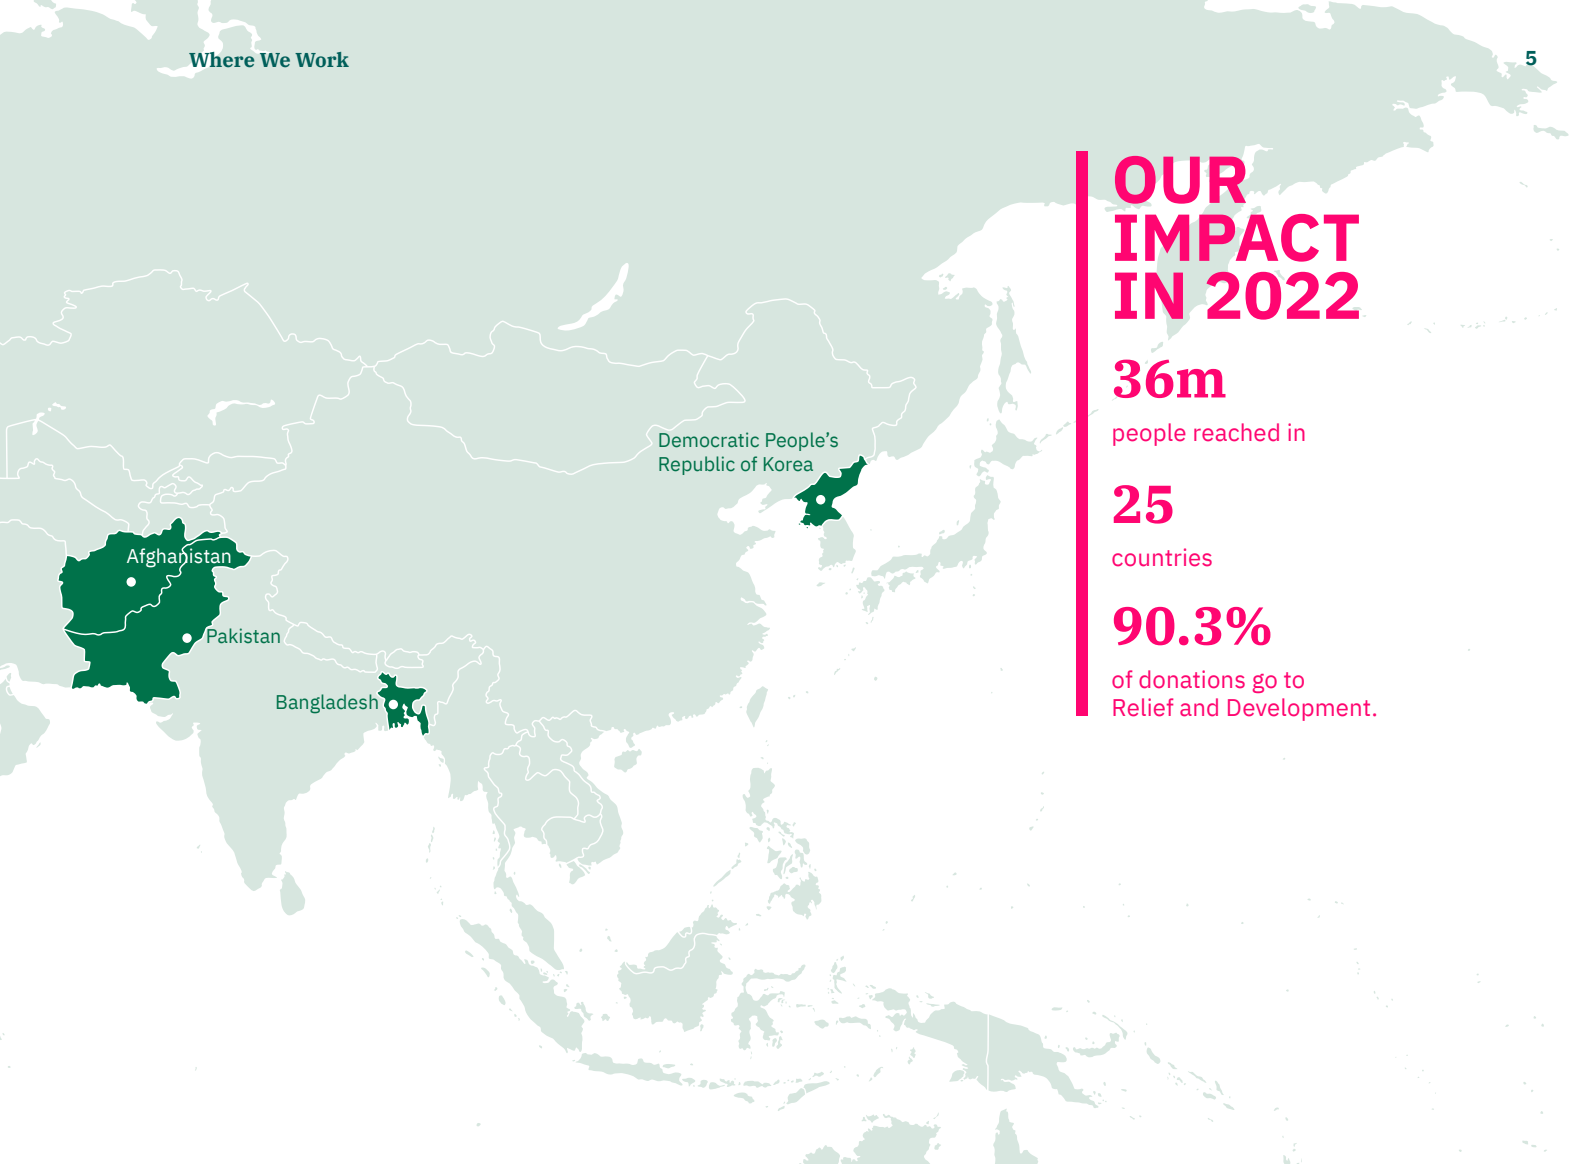 Where We Work
5
OUR
IMPACT
IN 2022
36m
people reached in
25
countries
90.3%
of donations go to
Relief and Development.
Democratic People’s
Republic of Korea
Afghanistan
Pakistan
Bangladesh